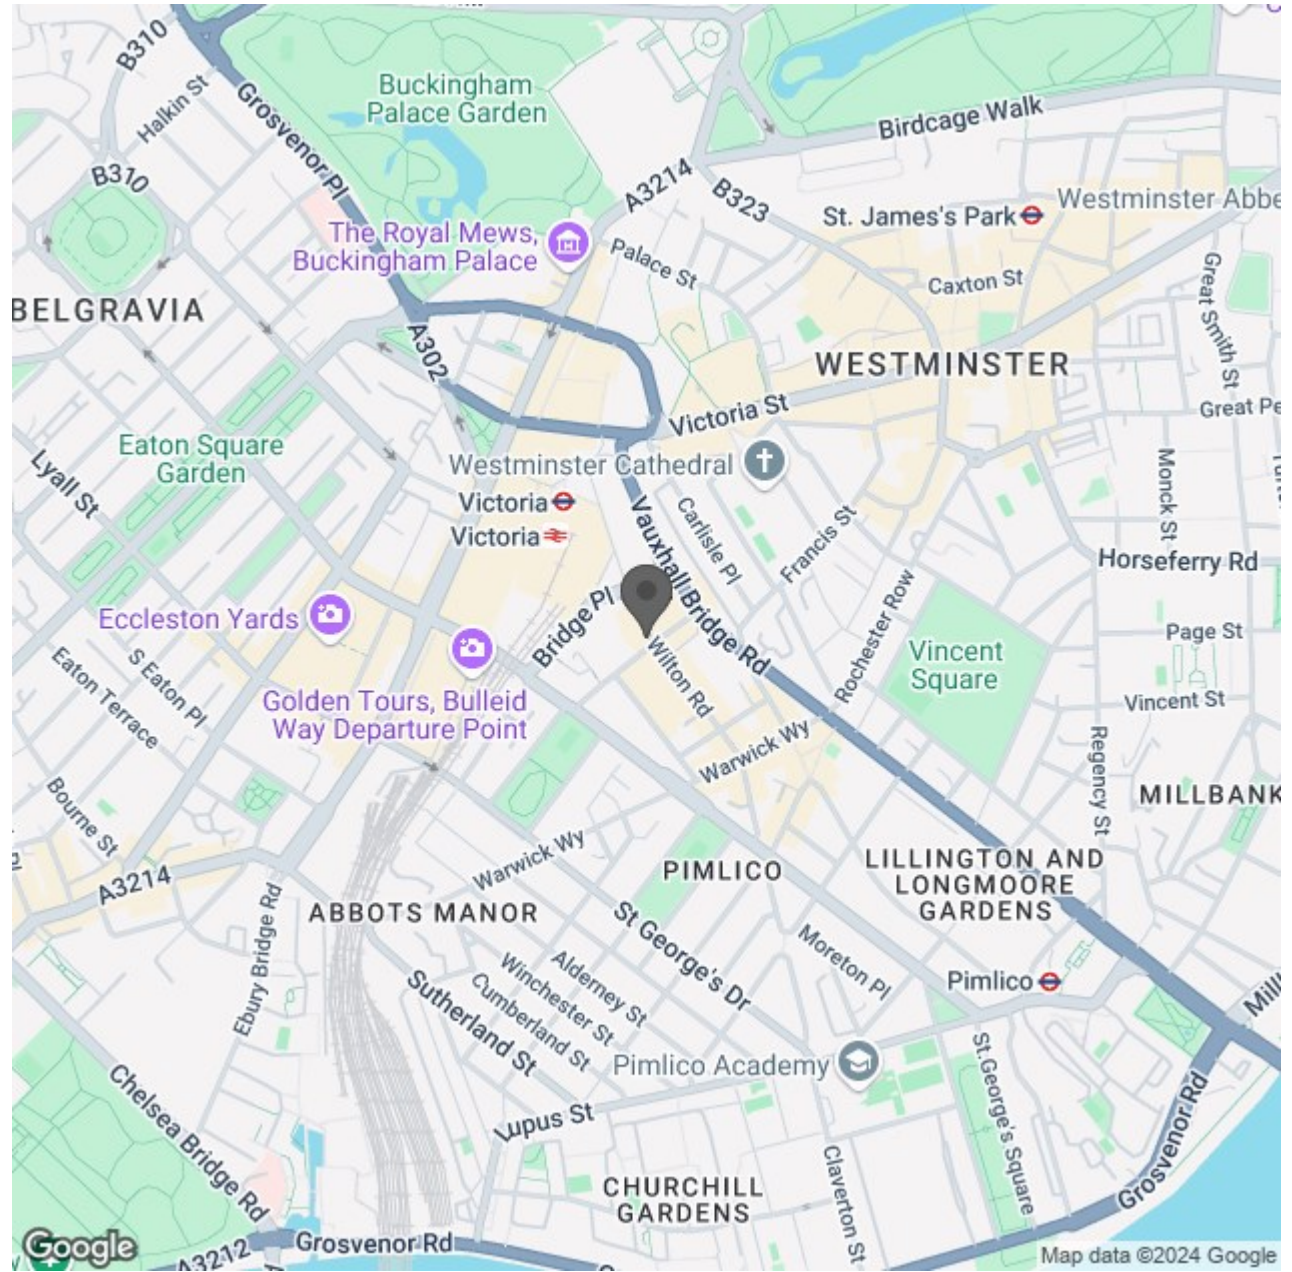 B310
Halkin St
Grosvenor Pl
Buckingham
Palace Garden
Birdcage Walk
B310
A3214
B323
St. James's Park
Westminster Abbe
The Royal Mews,
Buckingham Palace
Palace St
Caxton St
Great Smith St
BELGRAVIA
A302
WESTMINSTER
Victoria St
Great Pe
Eaton Square
Garden
Lyall St
Westminster Cathedral
Monck St
Victoria
Victoria
Vauxhall Bridge Rd
Carlisle Pl
Francis St
Horseferry Rd
Rochester Row
Bridge Pl
Eccleston Yards
Page St
Wilton Rd
Vincent
Square
S Eaton Pl
Eaton Terrace
Golden Tours, Bulleid
Way Departure Point
Vincent St
Regency St
Warwick Wy
Bourne St
MILLBANK
A3214
Warwick Wy
PIMLICO
LILLINGTON AND
LONGMOORE
GARDENS
Ebury Bridge Rd
ABBOTS MANOR
St George's Dr
Moreton Pl
Alderney St
Winchester St
Cumberland St
Sutherland St
Pimlico
Mill
Pimlico Academy
St.George's Square
Chelsea Bridge Rd
Lupus St
Grosvenor Rd
Claverton St
CHURCHILL
GARDENS
A3212
Grosvenor Rd
Google
Map data ©2024 Google